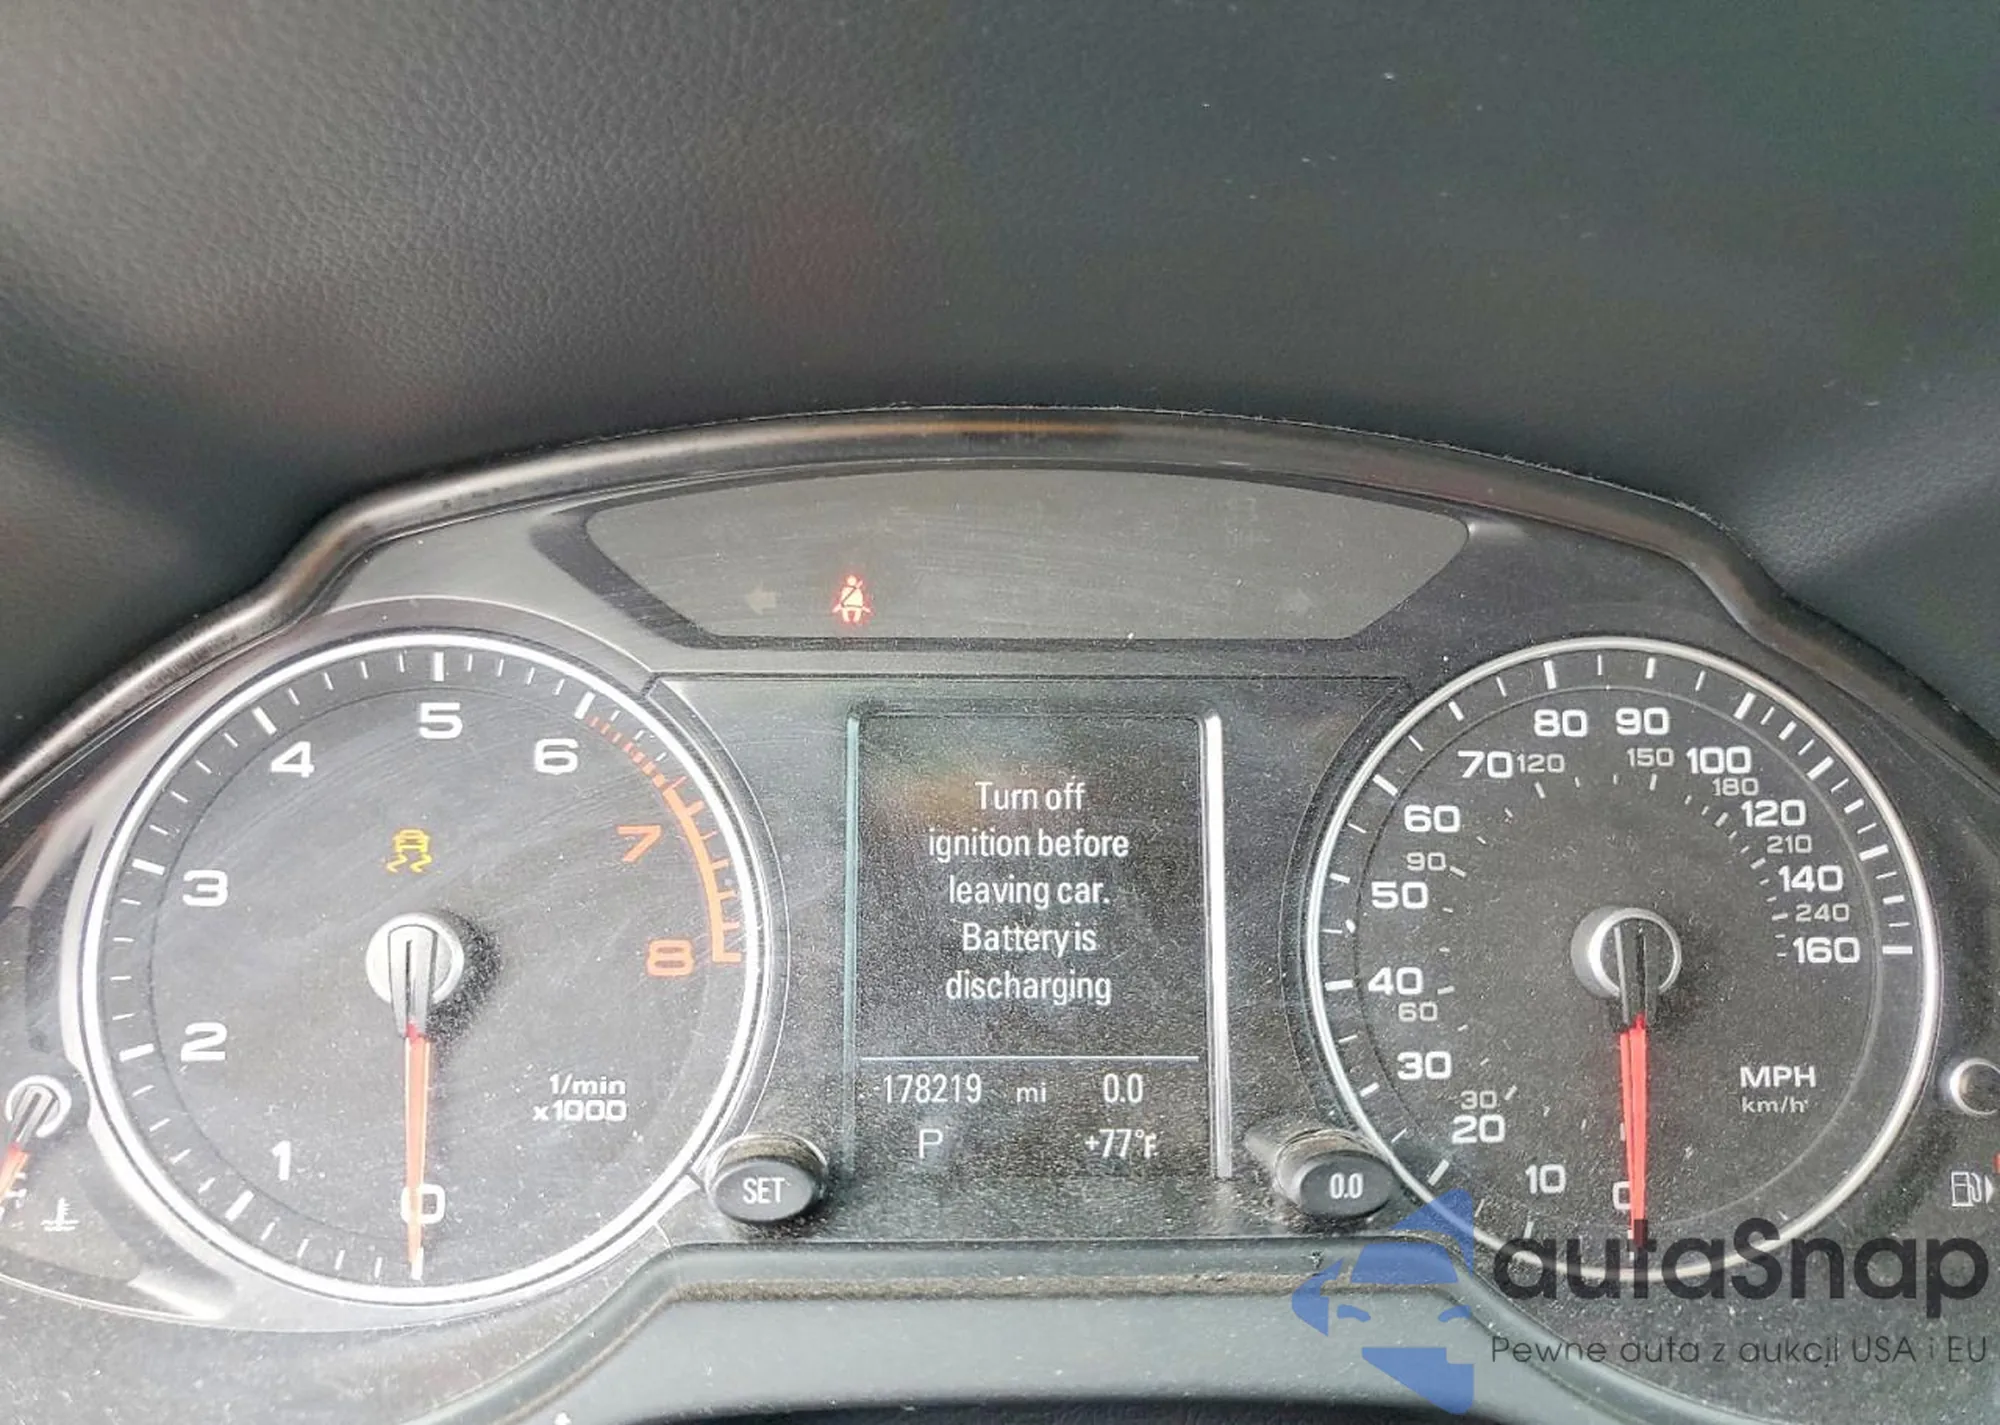 5
4
6
3
7
8
2
1/min
x1000
1
0
Turn off
ignition before
leaving car.
Battery is
discharging
178219 mi 0.0
P +77°F
SET
0.0
80 90
70 120 150 100
180
60 120
90 210
50 140
240
40 160
60
30 MPH
km/h
30
20
10
0
autaSnap
Pewne auta z aukcji USA i EU